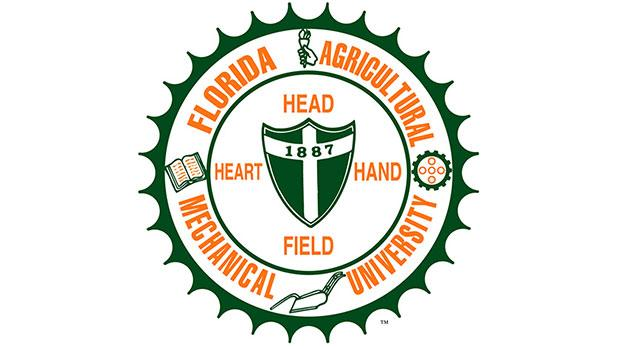 FLORIDA AGRICULTURAL
MECHANICAL UNIVERSITY
HEAD
1887
HEART HAND
FIELD
TM